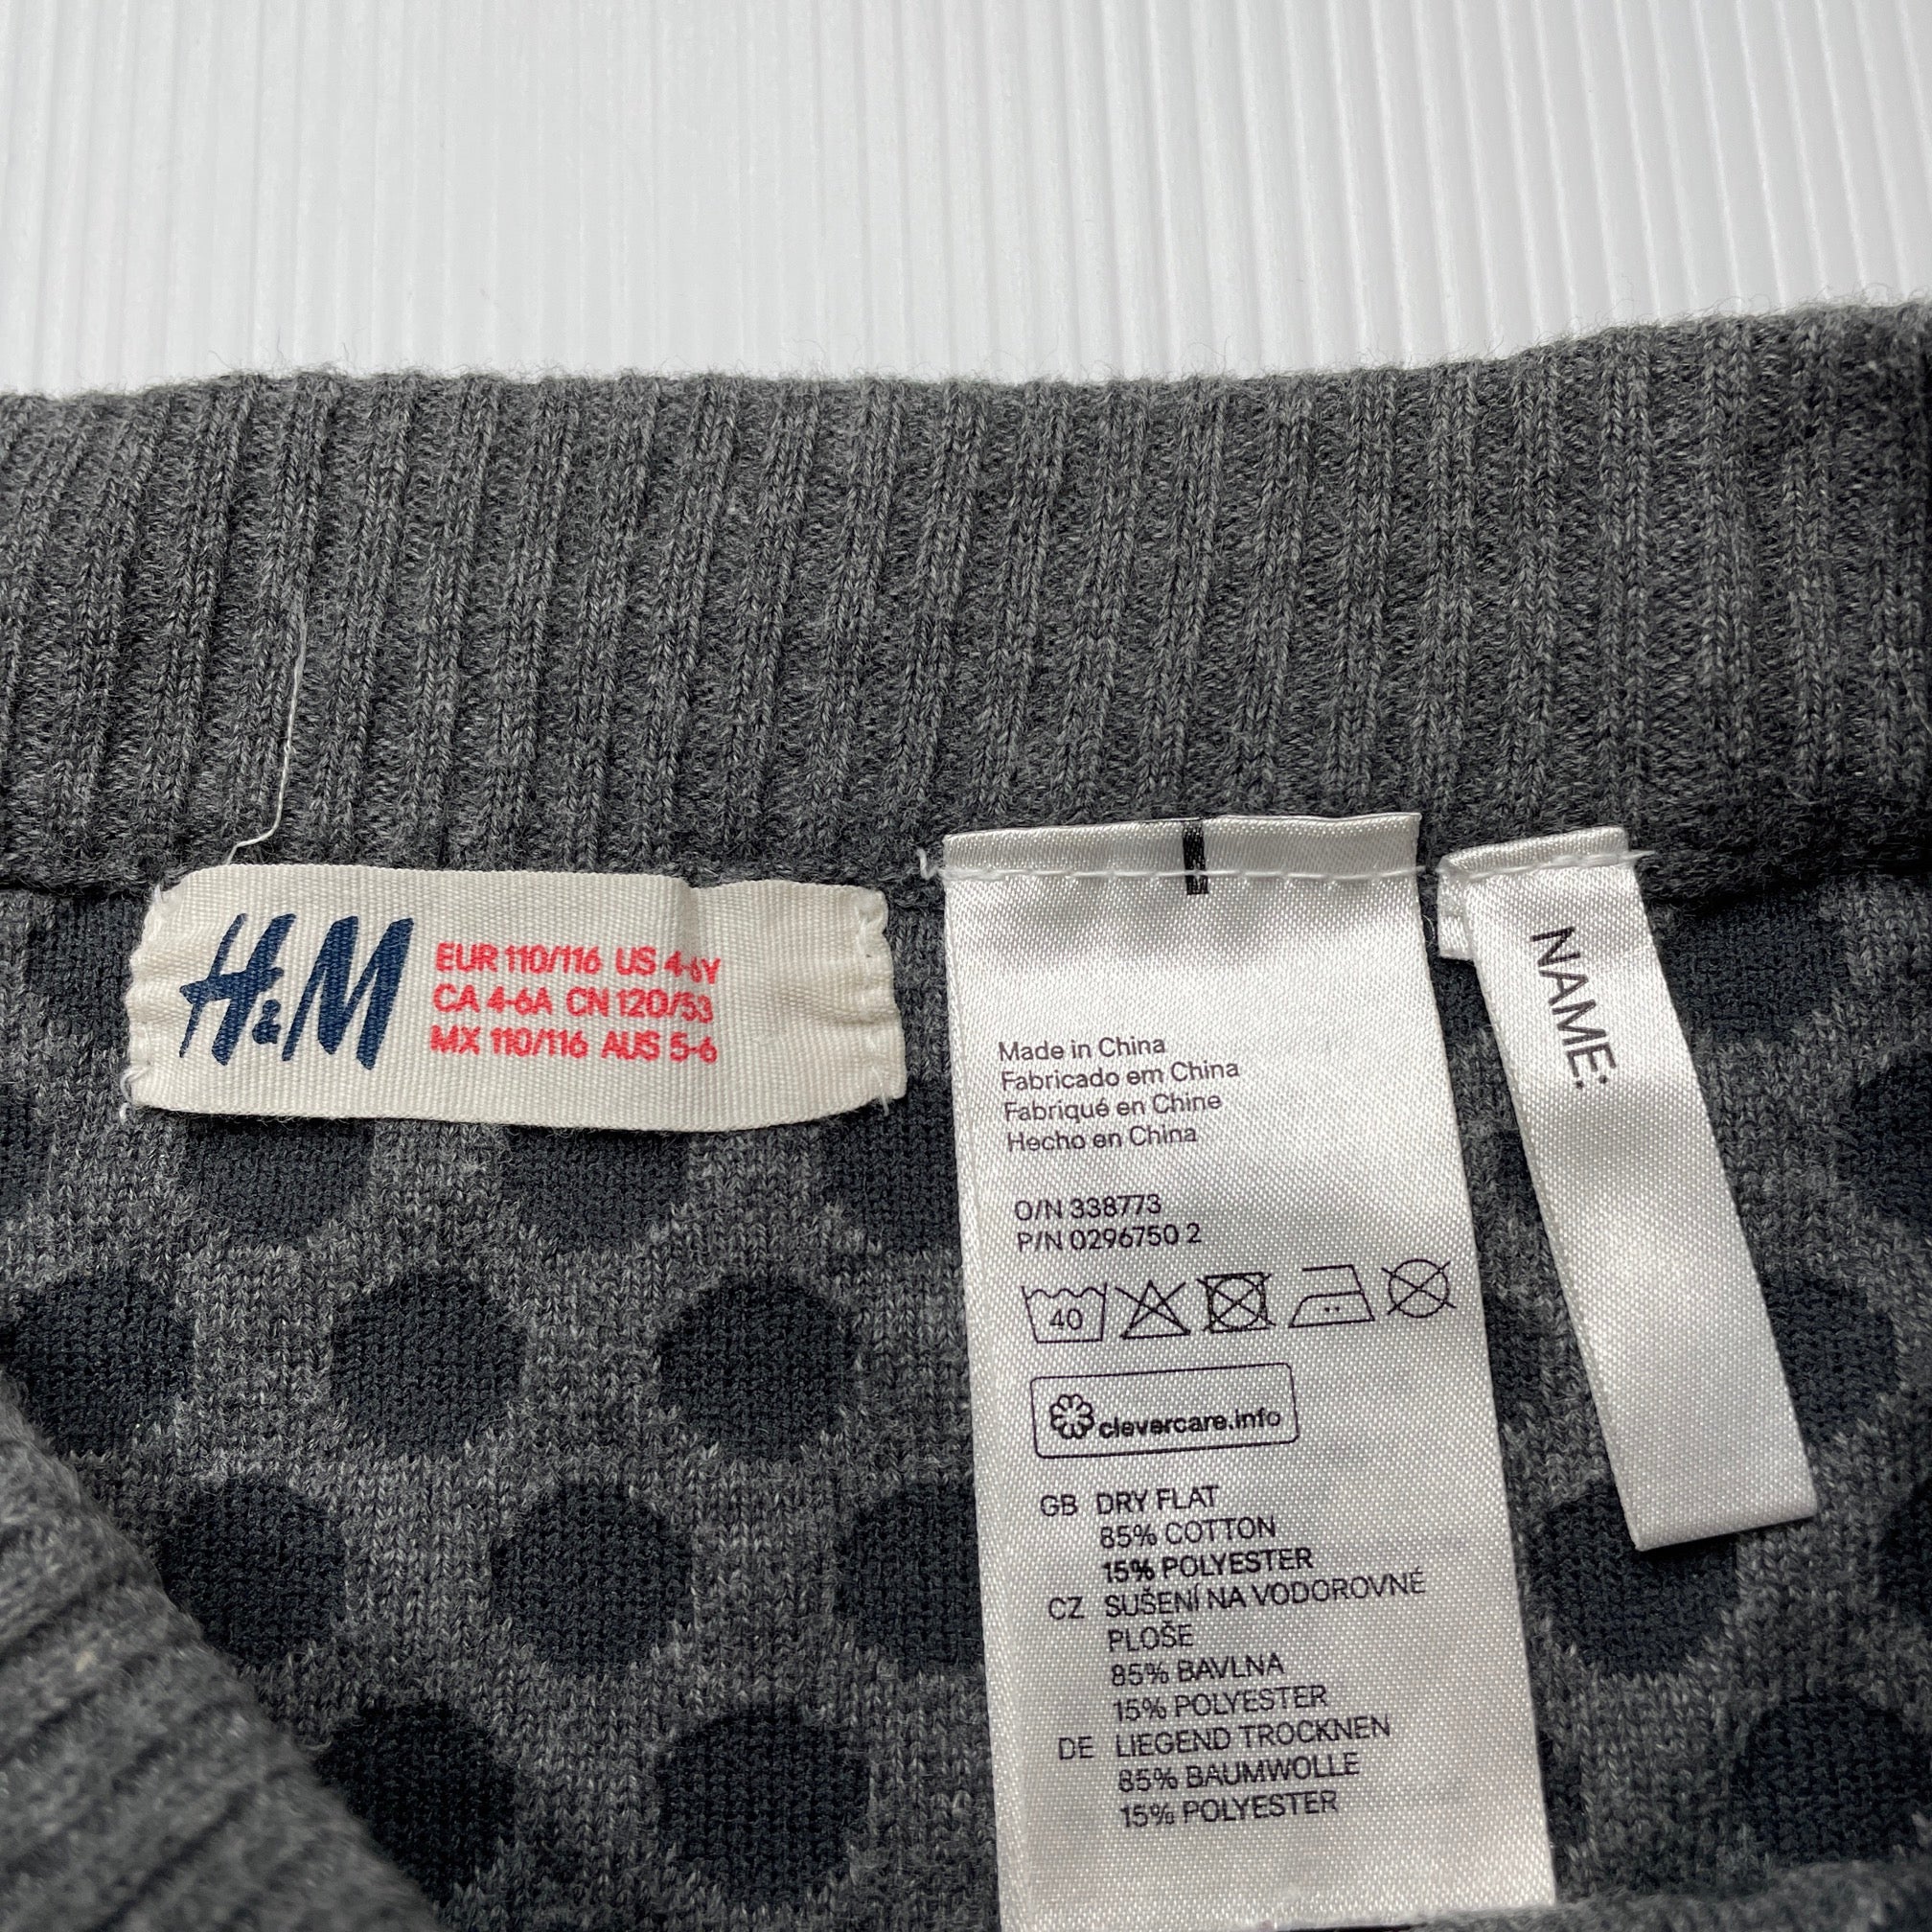 H&M
EUR 110/116 US 4-6Y
CA 4-6A CN 120/53
MX 110/116 AUS 5-6
Made in China
Fabricado em China
Fabriqué en Chine
Hecho en China
O/N 338773
P/N 0296750 2
40
clevercare.info
GB DRY FLAT
85% COTTON
15% POLYESTER
CZ SUŠENÍ NA VODOROVNÉ
PLOŠE
85% BAVLNA
15% POLYESTER
DE LIEGEND TROCKNEN
85% BAUMWOLLE
15% POLYESTER
NAME: